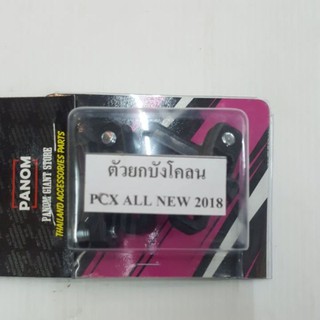 ตัวยกบังโคลน
PCX ALL NEW 2018
PANOM
PANOM GIANT STORE
THAILAND ACCESSORIES PARTS